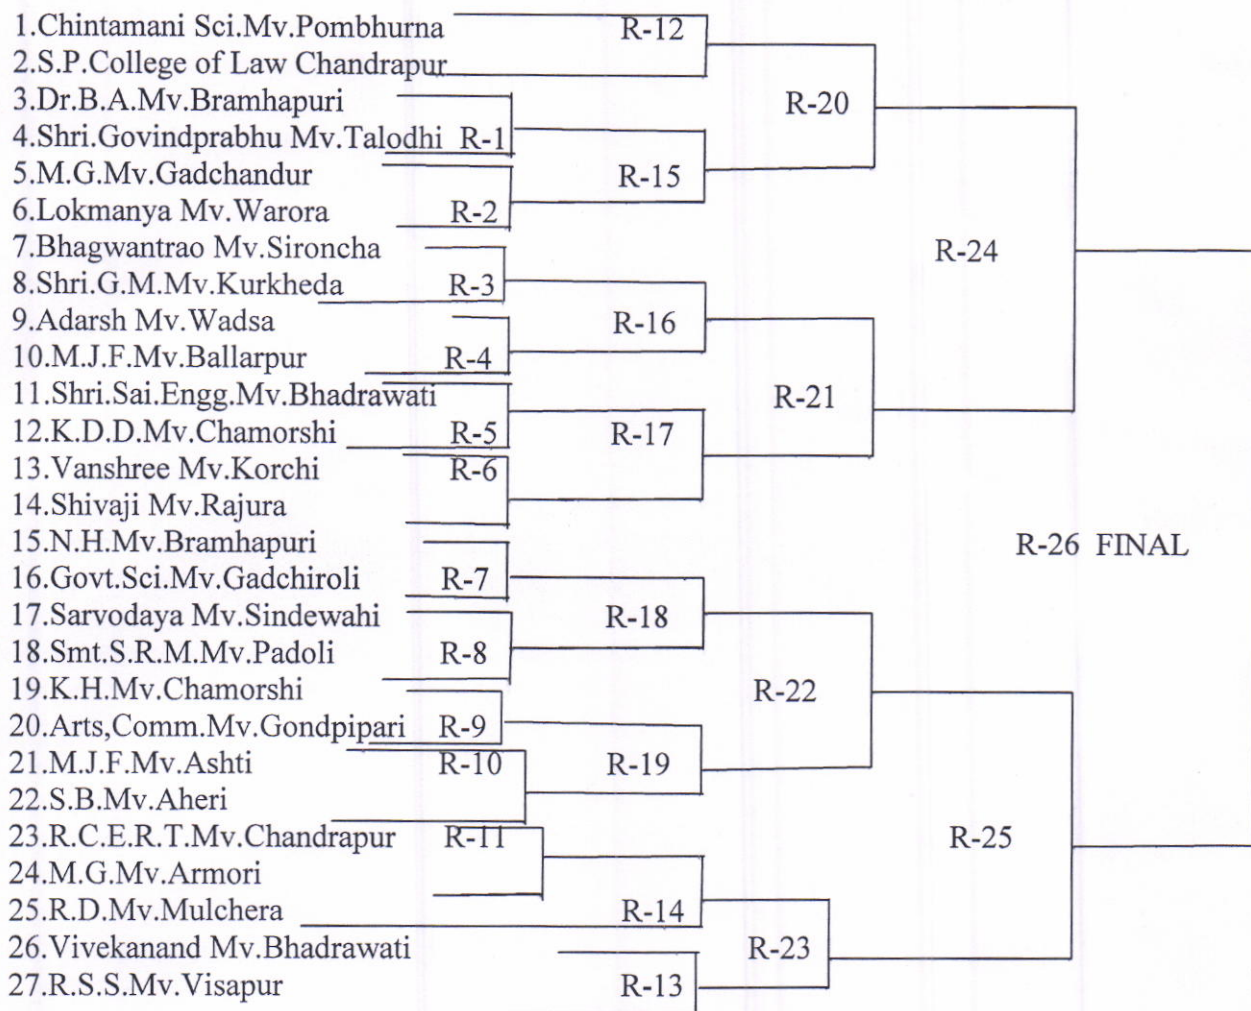 1.Chintamani Sci.Mv.Pombhurna R-12
2.S.P.College of Law Chandrapur
3.Dr.B.A.Mv.Bramhapuri R-20
4.Shri.Govindprabhu Mv.Talodhi R-1
5.M.G.Mv.Gadchandur R-15
6.Lokmanya Mv.Warora R-2
7.Bhagwantrao Mv.Sironcha R-24
8.Shri.G.M.Mv.Kurkheda R-3
9.Adarsh Mv.Wadsa R-16
10.M.J.F.Mv.Ballarpur R-4
11.Shri.Sai.Engg.Mv.Bhadrawati R-21
12.K.D.D.Mv.Chamorshi R-5 R-17
13.Vanshree Mv.Korchi R-6
14.Shivaji Mv.Rajura
15.N.H.Mv.Bramhapuri R-26 FINAL
16.Govt.Sci.Mv.Gadchiroli R-7
17.Sarvodaya Mv.Sindewahi R-18
18.Smt.S.R.M.Mv.Padoli R-8
19.K.H.Mv.Chamorshi R-22
20.Arts,Comm.Mv.Gondpipari R-9
21.M.J.F.Mv.Ashti R-10 R-19
22.S.B.Mv.Aheri
23.R.C.E.R.T.Mv.Chandrapur R-11 R-25
24.M.G.Mv.Armori
25.R.D.Mv.Mulchera R-14
26.Vivekanand Mv.Bhadrawati R-23
27.R.S.S.Mv.Visapur R-13